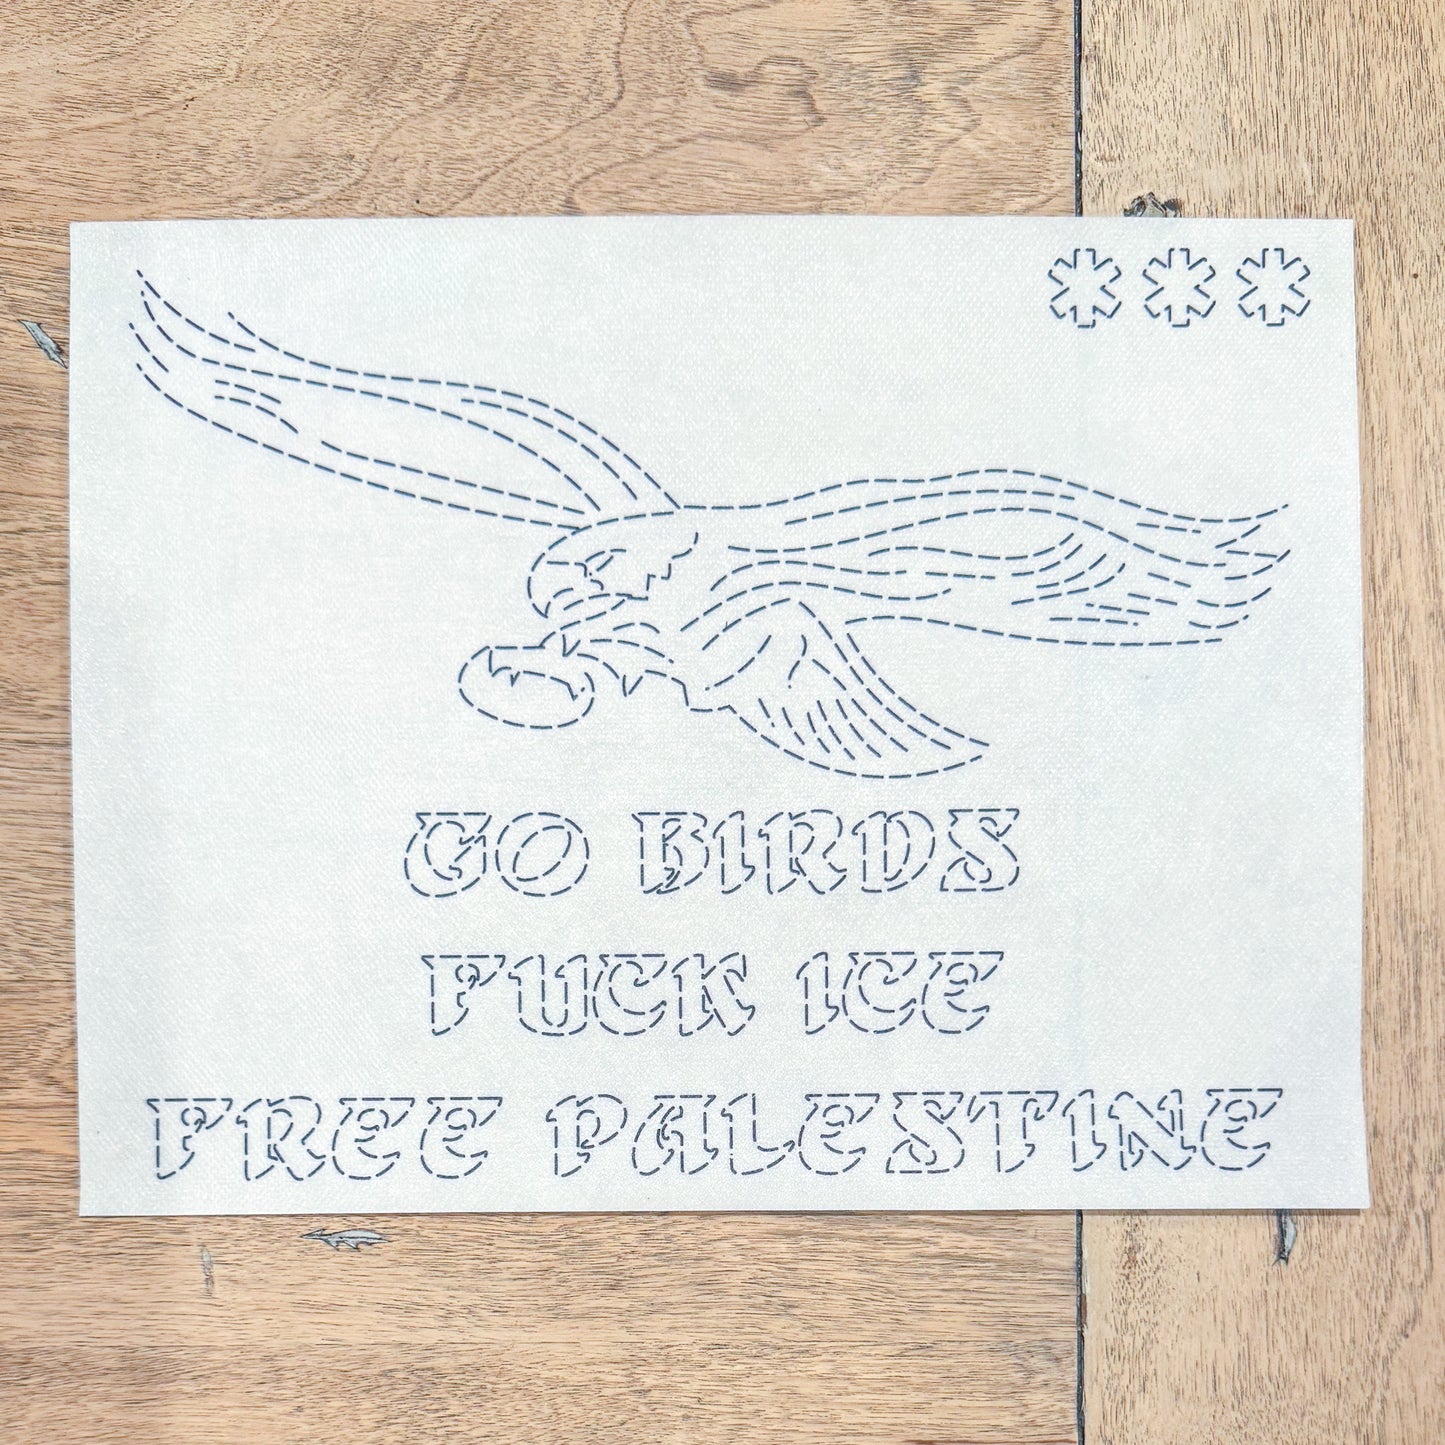 ***
GO BIRDS
FUCK ICE
FREE PALESTINE